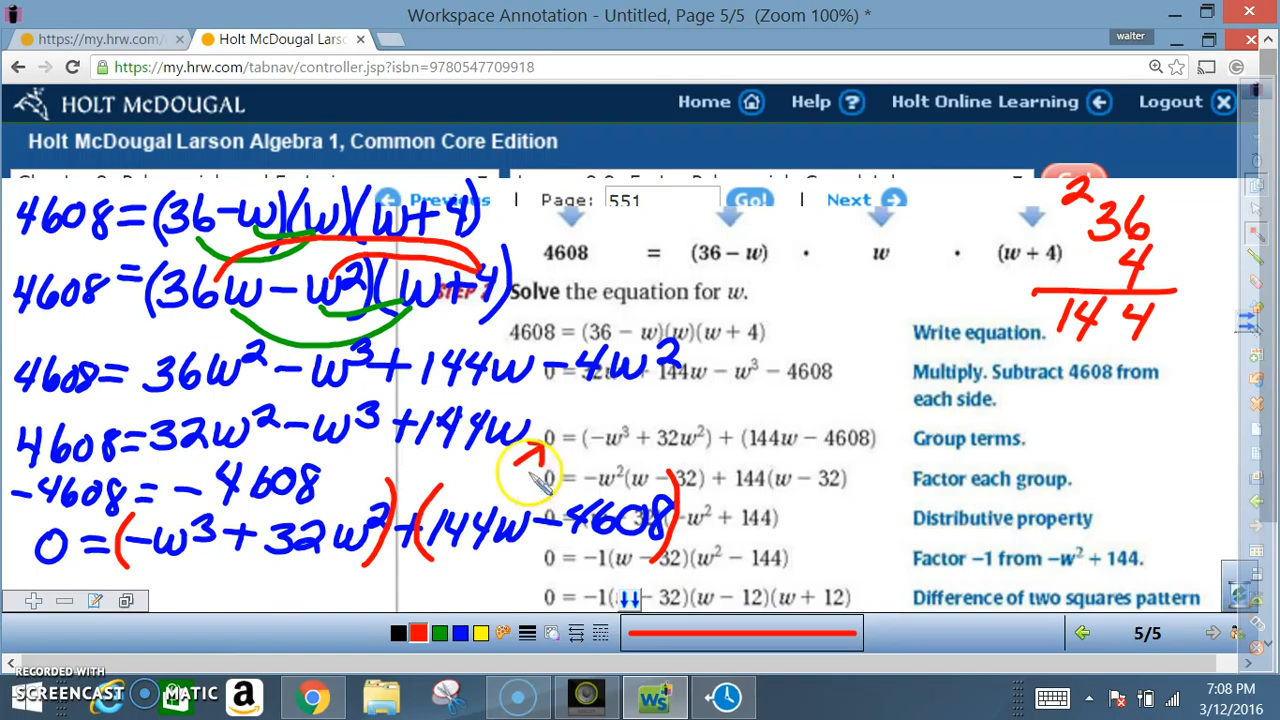 Workspace Annotation - Untitled, Page 5/5 (Zoom 100%) *
https://my.hrw.com/ ×
Holt McDougal Lars ×
walter
https://my.hrw.com/tabnav/controller.jsp?isbn=9780547709918
HOLT McDOUGAL
Home
Help ?
Holt Online Learning
Logout X
Holt McDougal Larson Algebra 1, Common Core Edition
Previous
Page: 551
Go!
Next
4608 = (36-w)(w)(w+4)
4608 = (36w-w²)(w+4)
4608= 36w²-w³+144w-4w²
4608=32w²-w³+144w
-4608=-4608
0=(-w³+32w²)+(144w-4608)
2
36
4
144
4608 = (36 − w) · w · (w + 4)
Solve the equation for w.
4608 = (36 − w)(w)(w + 4) Write equation.
144w − w³ − 4608 Multiply. Subtract 4608 from
each side.
0 = (−w³ + 32w²) + (144w − 4608) Group terms.
0 = −w²(w − 32) + 144(w − 32) Factor each group.
−w² + 144) Distributive property
0 = −1(w − 32)(w² − 144) Factor −1 from −w² + 144.
0 = −1( − 32)(w − 12)(w + 12) Difference of two squares pattern
5/5
RECORDED WITH
SCREENCAST MATIC
7:08 PM
3/12/2016